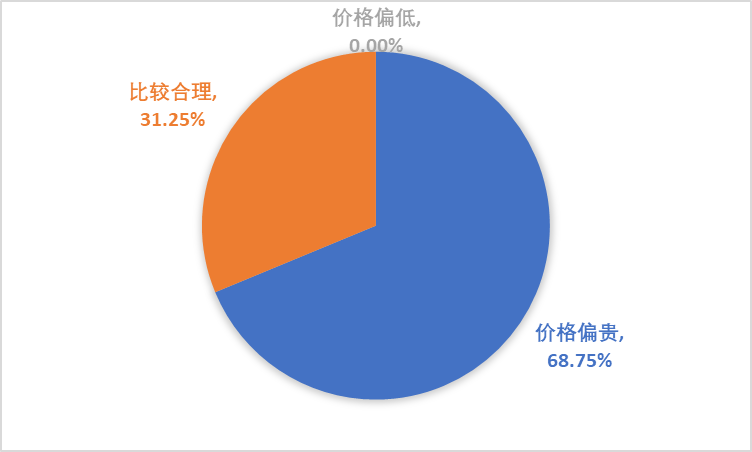 价格偏低,
0.00%
比较合理,
31.25%
价格偏贵,
68.75%